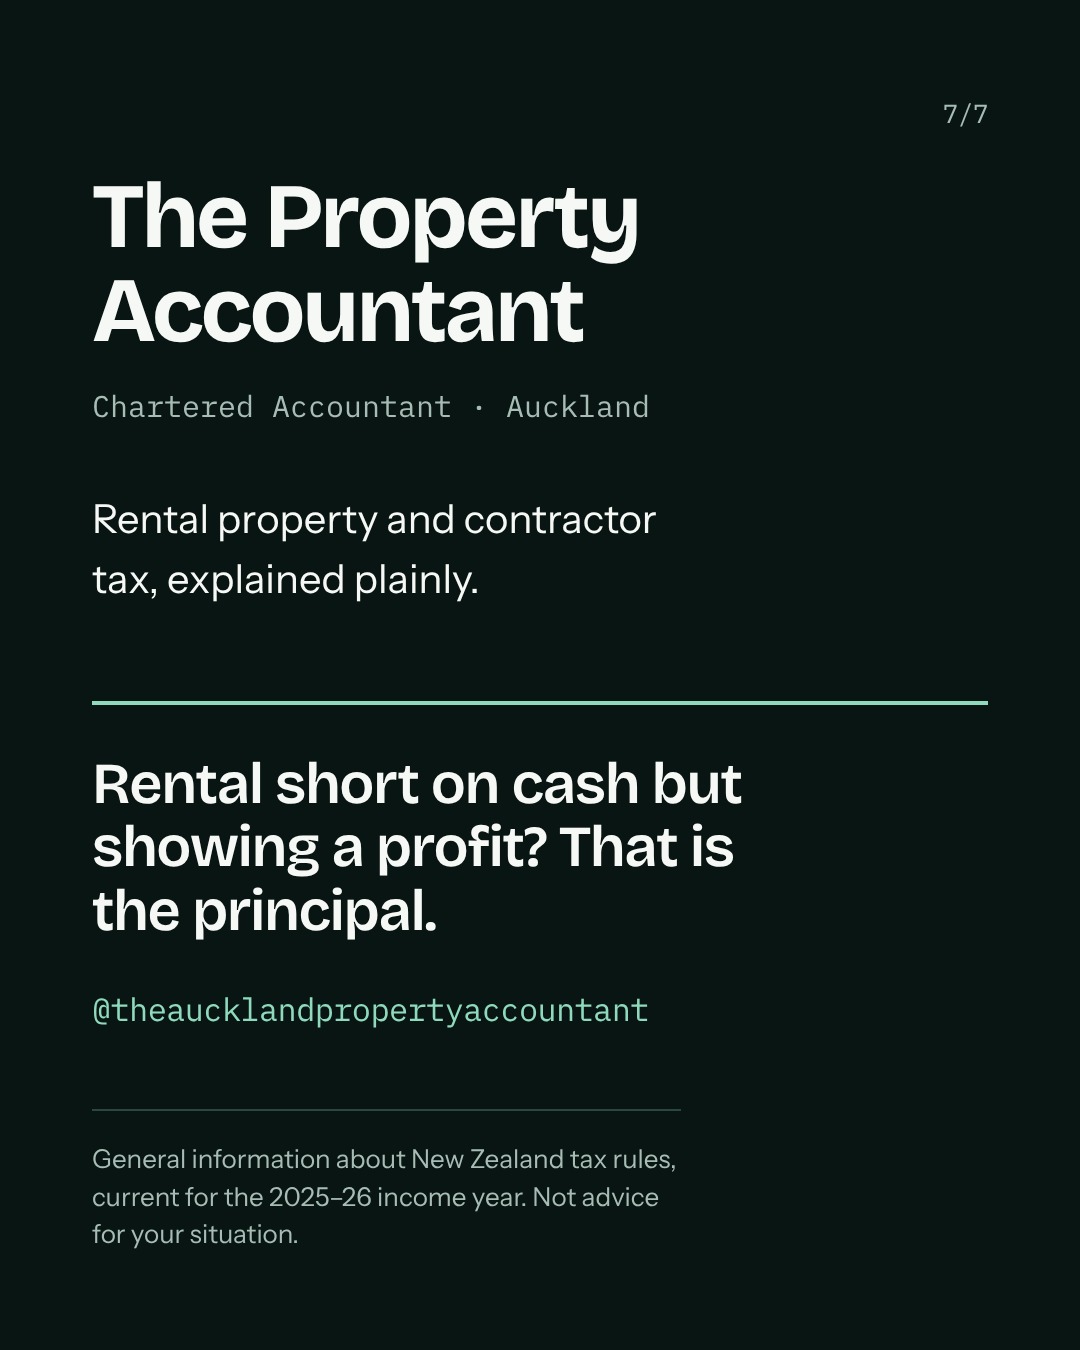 7/7
The Property
Accountant
Chartered Accountant · Auckland
Rental property and contractor
tax, explained plainly.
Rental short on cash but
showing a profit? That is
the principal.
@theaucklandpropertyaccountant
General information about New Zealand tax rules,
current for the 2025–26 income year. Not advice
for your situation.